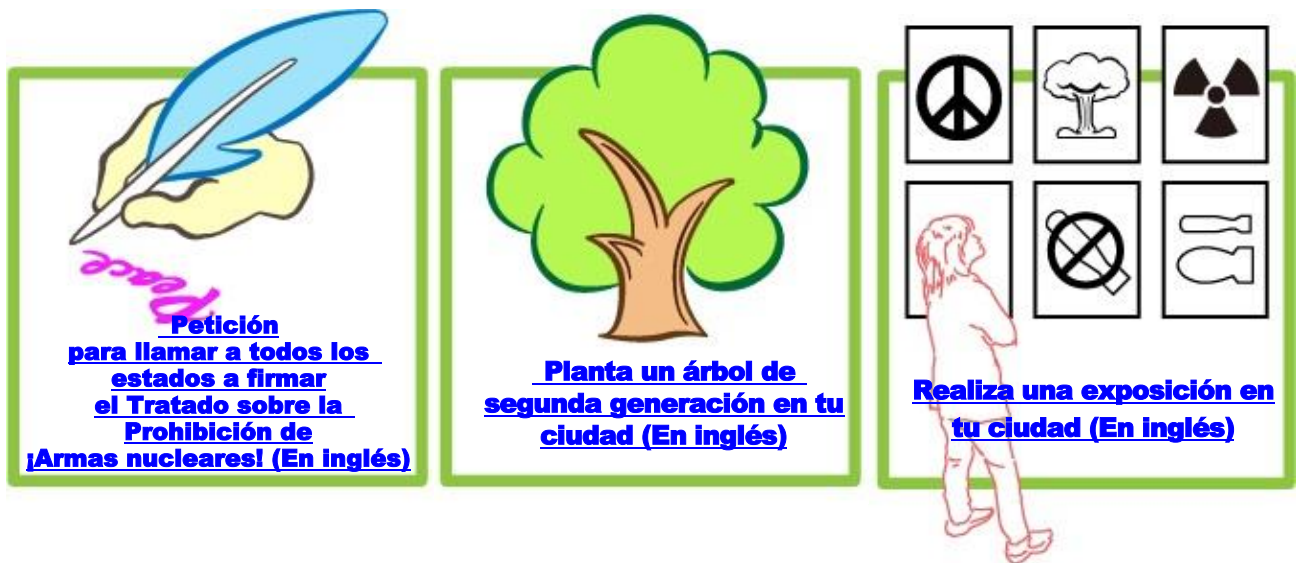 Peace
Petición
para llamar a todos los
estados a firmar
el Tratado sobre la
Prohibición de
¡Armas nucleares! (En inglés)
Planta un árbol de
segunda generación en tu
ciudad (En inglés)
Realiza una exposición en
tu ciudad (En inglés)